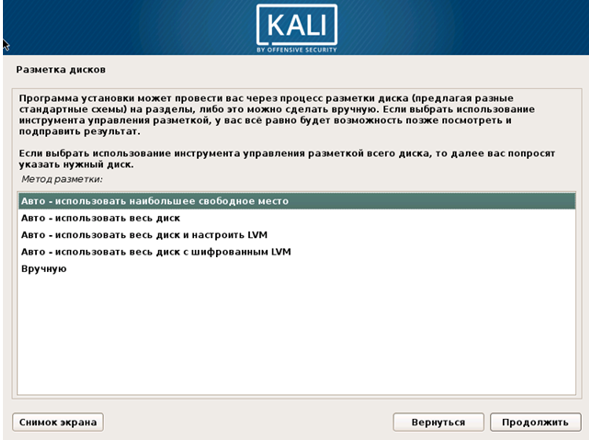 KALI
BY OFFENSIVE SECURITY
Разметка дисков
Программа установки может провести вас через процесс разметки диска (предлагая разные
стандартные схемы) на разделы, либо это можно сделать вручную. Если выбрать использование
инструмента управления разметкой, у вас всё равно будет возможность позже посмотреть и
подправить результат.
Если выбрать использование инструмента управления разметкой всего диска, то далее вас попросят
указать нужный диск.
Метод разметки:
Авто – использовать наибольшее свободное место
Авто – использовать весь диск
Авто – использовать весь диск и настроить LVM
Авто – использовать весь диск с шифрованным LVM
Вручную
Снимок экрана
Вернуться
Продолжить